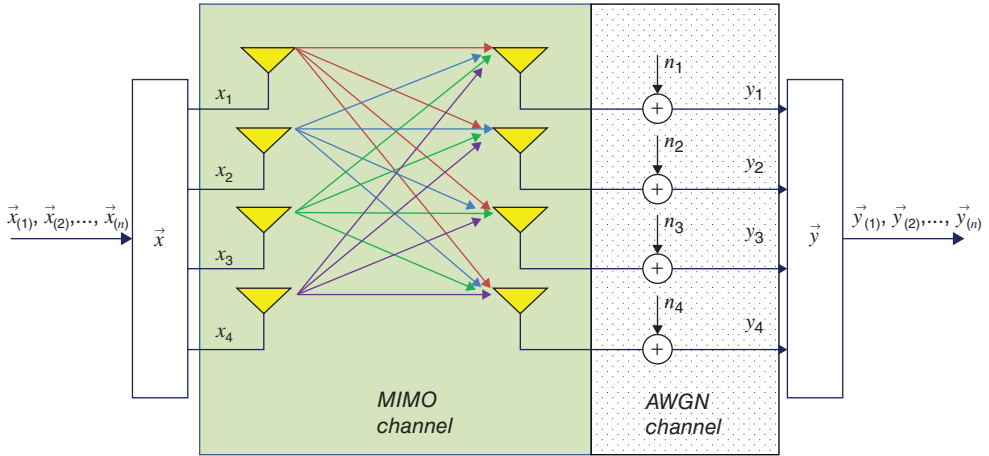 x⃗(1), x⃗(2),..., x⃗(n)
x⃗
x1
x2
x3
x4
MIMO
channel
n1
+
n2
+
n3
+
n4
+
AWGN
channel
y1
y2
y3
y4
y⃗
y⃗(1), y⃗(2),..., y⃗(n)